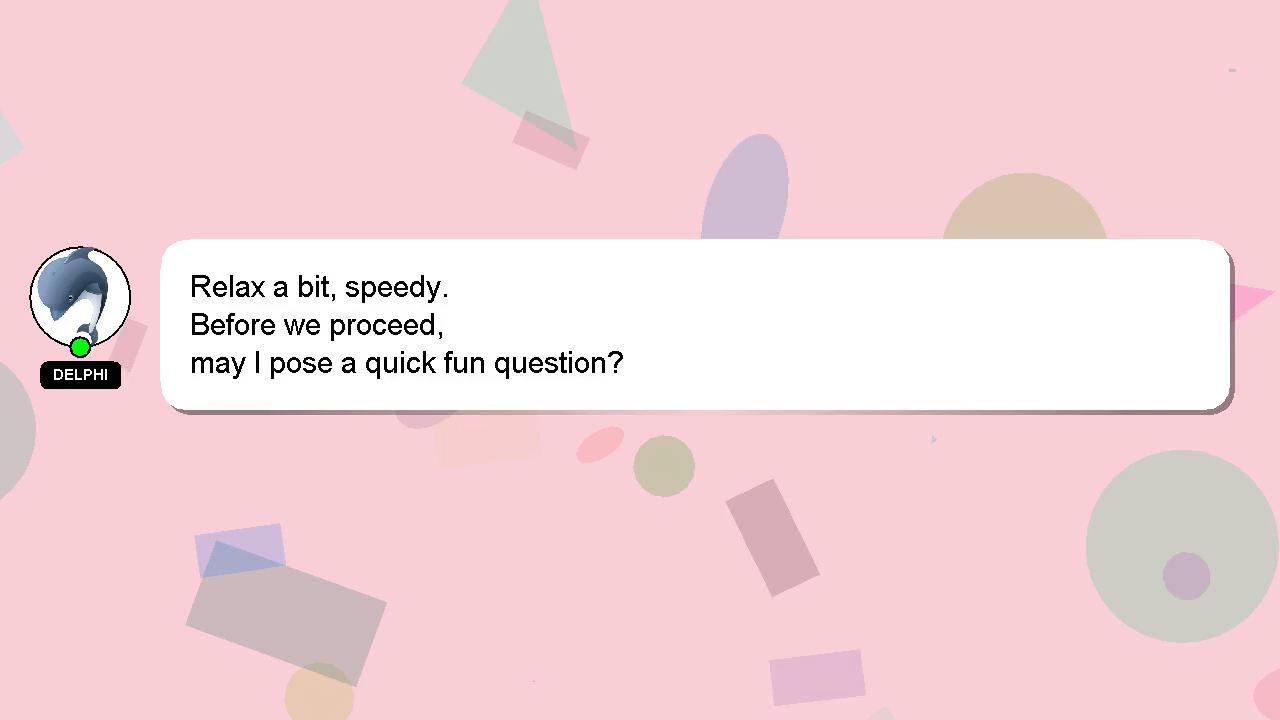 Relax a bit, speedy.
Before we proceed,
may I pose a quick fun question?
DELPHI